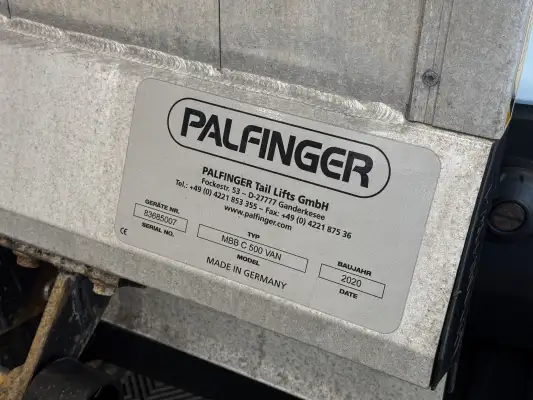 PALFINGER
PALFINGER Tail Lifts GmbH
Fockestr. 53 – D-27777 Ganderkesee
Tel.: +49 (0) 4221 853 355 – Fax: +49 (0) 4221 875 36
www.palfinger.com
GERÄTE NR.
83685007
SERIAL NO.
TYP
MBB C 500 VAN
MODEL
BAUJAHR
2020
DATE
CE
MADE IN GERMANY